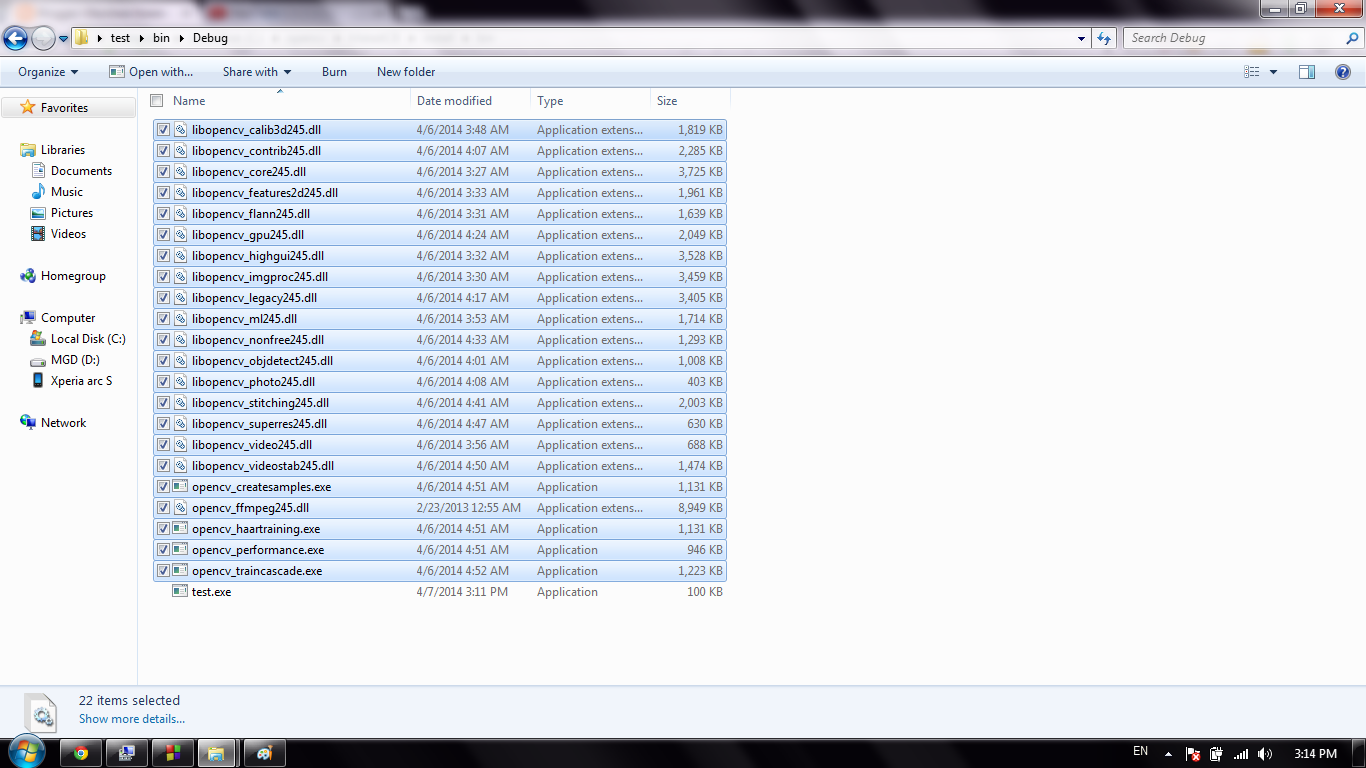 test bin Debug
Search Debug
Organize Open with... Share with Burn New folder
Name Date modified Type Size
Favorites
Libraries
Documents
Music
Pictures
Videos
Homegroup
Computer
Local Disk (C:)
MGD (D:)
Xperia arc S
Network
libopencv_calib3d245.dll 4/6/2014 3:48 AM Application extens... 1,819 KB
libopencv_contrib245.dll 4/6/2014 4:07 AM Application extens... 2,285 KB
libopencv_core245.dll 4/6/2014 3:27 AM Application extens... 3,725 KB
libopencv_features2d245.dll 4/6/2014 3:33 AM Application extens... 1,961 KB
libopencv_flann245.dll 4/6/2014 3:31 AM Application extens... 1,639 KB
libopencv_gpu245.dll 4/6/2014 4:24 AM Application extens... 2,049 KB
libopencv_highgui245.dll 4/6/2014 3:32 AM Application extens... 3,528 KB
libopencv_imgproc245.dll 4/6/2014 3:30 AM Application extens... 3,459 KB
libopencv_legacy245.dll 4/6/2014 4:17 AM Application extens... 3,405 KB
libopencv_ml245.dll 4/6/2014 3:53 AM Application extens... 1,714 KB
libopencv_nonfree245.dll 4/6/2014 4:33 AM Application extens... 1,293 KB
libopencv_objdetect245.dll 4/6/2014 4:01 AM Application extens... 1,008 KB
libopencv_photo245.dll 4/6/2014 4:08 AM Application extens... 403 KB
libopencv_stitching245.dll 4/6/2014 4:41 AM Application extens... 2,003 KB
libopencv_superres245.dll 4/6/2014 4:47 AM Application extens... 630 KB
libopencv_video245.dll 4/6/2014 3:56 AM Application extens... 688 KB
libopencv_videostab245.dll 4/6/2014 4:50 AM Application extens... 1,474 KB
opencv_createsamples.exe 4/6/2014 4:51 AM Application 1,131 KB
opencv_ffmpeg245.dll 2/23/2013 12:55 AM Application extens... 8,949 KB
opencv_haartraining.exe 4/6/2014 4:51 AM Application 1,131 KB
opencv_performance.exe 4/6/2014 4:51 AM Application 946 KB
opencv_traincascade.exe 4/6/2014 4:52 AM Application 1,223 KB
test.exe 4/7/2014 3:11 PM Application 100 KB
22 items selected
Show more details...
EN 3:14 PM